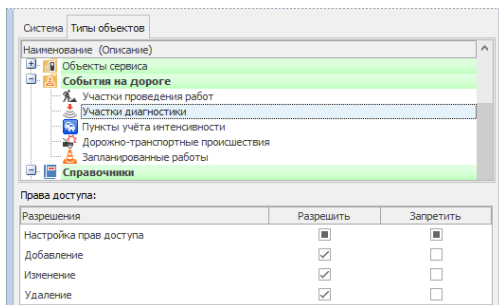 Система Типы объектов
Наименование (Описание)
Объекты сервиса
События на дороге
Участки проведения работ
Участки диагностики
Пункты учёта интенсивности
Дорожно-транспортные происшествия
Запланированные работы
Справочники
Права доступа:
Разрешения Разрешить Запретить
Настройка прав доступа
Добавление
Изменение
Удаление